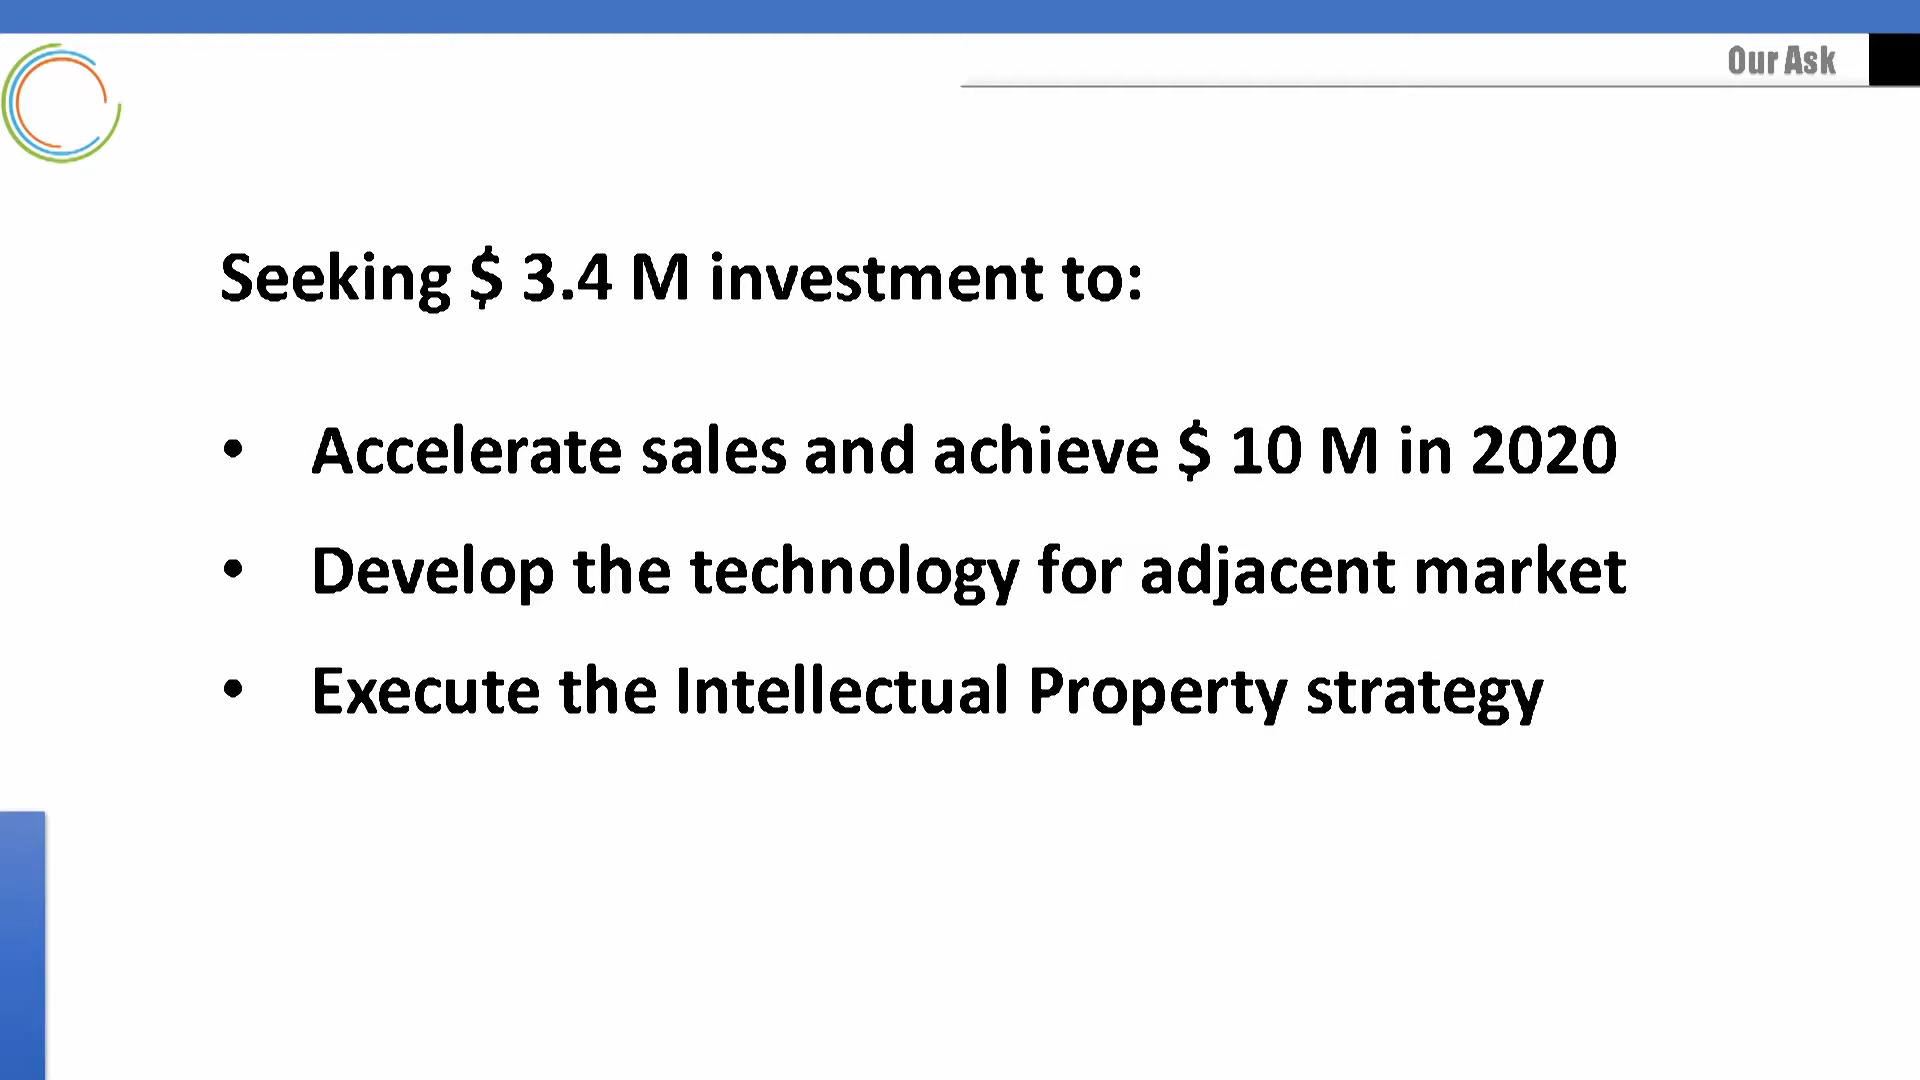 Our Ask
Seeking $ 3.4 M investment to:
• Accelerate sales and achieve $ 10 M in 2020
• Develop the technology for adjacent market
• Execute the Intellectual Property strategy